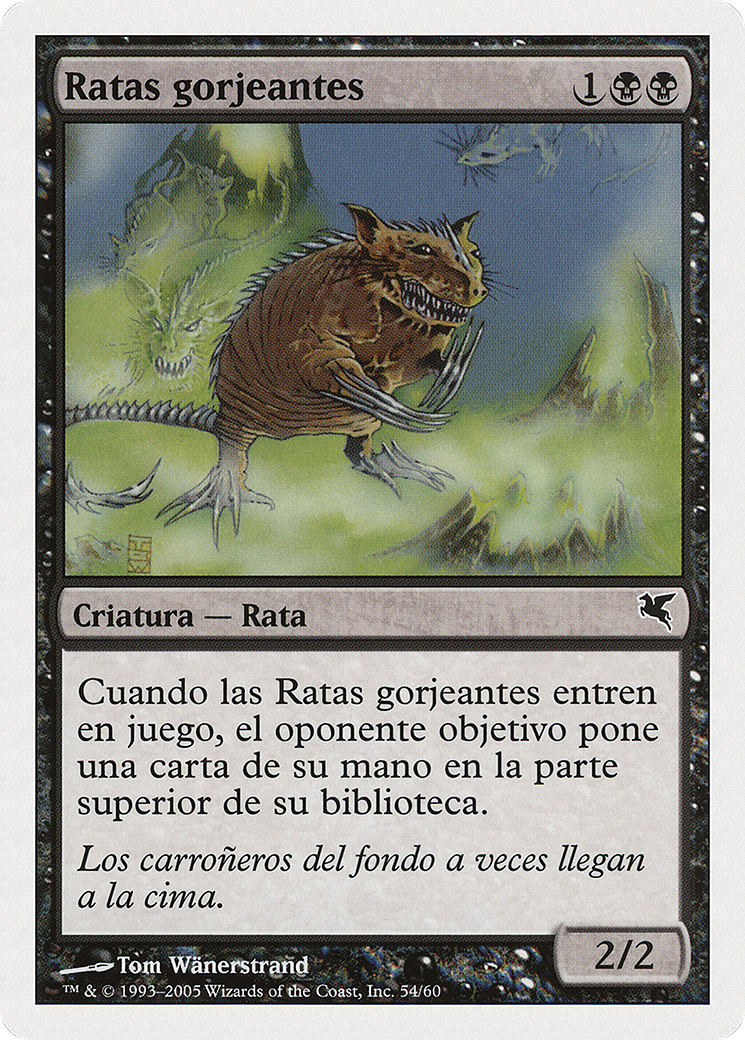 Ratas gorjeantes 1
Criatura — Rata
Cuando las Ratas gorjeantes entren
en juego, el oponente objetivo pone
una carta de su mano en la parte
superior de su biblioteca.
Los carroñeros del fondo a veces llegan
a la cima.
2/2
Tom Wänerstrand
™ & © 1993–2005 Wizards of the Coast, Inc. 54/60